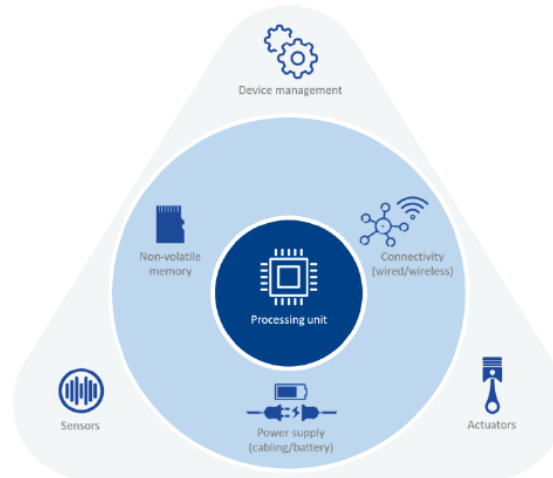 Device management
Non-volatile
memory
Connectivity
(wired/wireless)
Processing unit
Sensors
Power supply
(cabling/battery)
Actuators